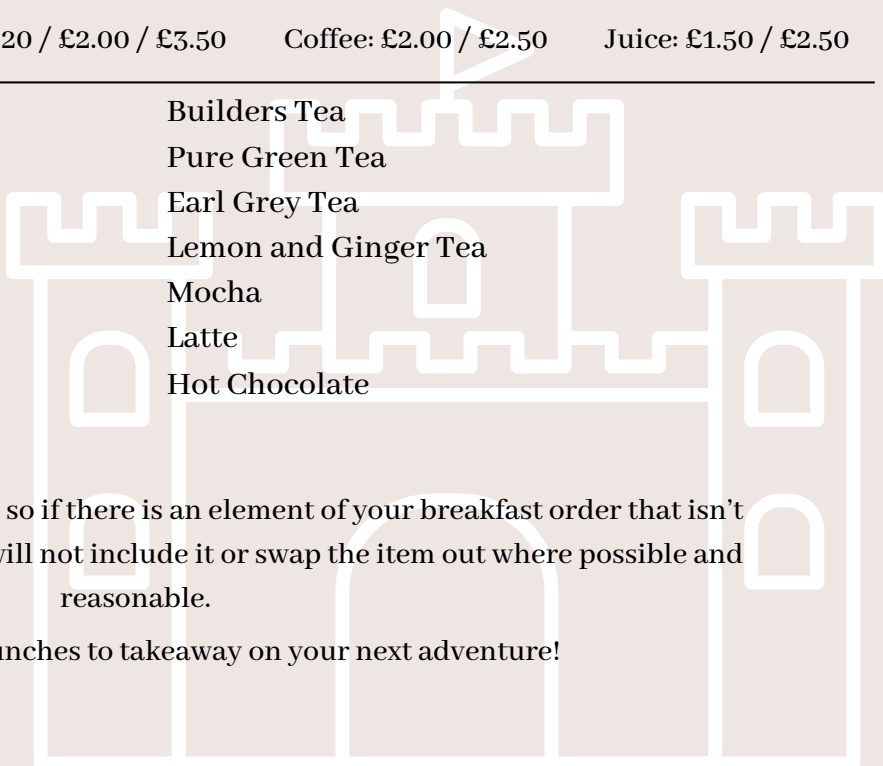 20 / £2.00 / £3.50 Coffee: £2.00 / £2.50 Juice: £1.50 / £2.50
Builders Tea
Pure Green Tea
Earl Grey Tea
Lemon and Ginger Tea
Mocha
Latte
Hot Chocolate
so if there is an element of your breakfast order that isn't
will not include it or swap the item out where possible and
reasonable.
to takeaway on your next adventure!